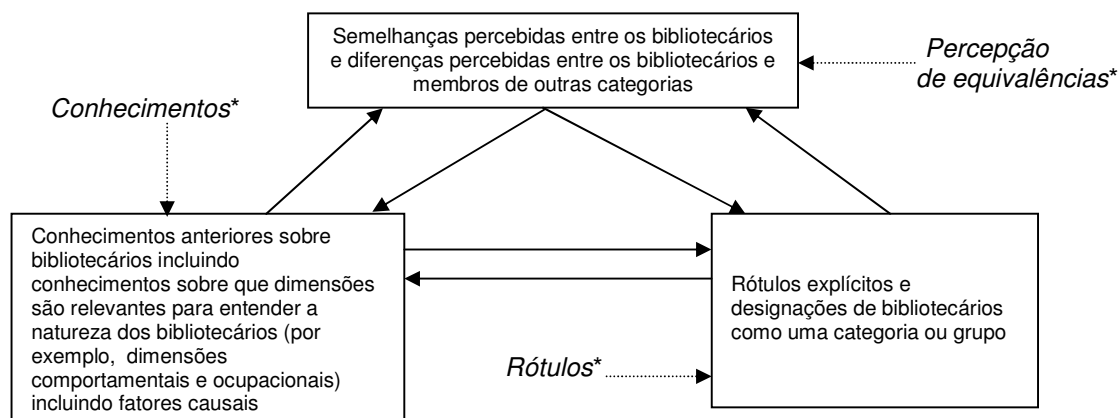 Semelhanças percebidas entre os bibliotecários
e diferenças percebidas entre os bibliotecários e
membros de outras categorias
Percepção
de equivalências*
Conhecimentos*
Conhecimentos anteriores sobre
bibliotecários incluindo
conhecimentos sobre que dimensões
são relevantes para entender a
natureza dos bibliotecários (por
exemplo, dimensões
comportamentais e ocupacionais)
incluindo fatores causais
Rótulos explícitos e
designações de bibliotecários
como uma categoria ou grupo
Rótulos*